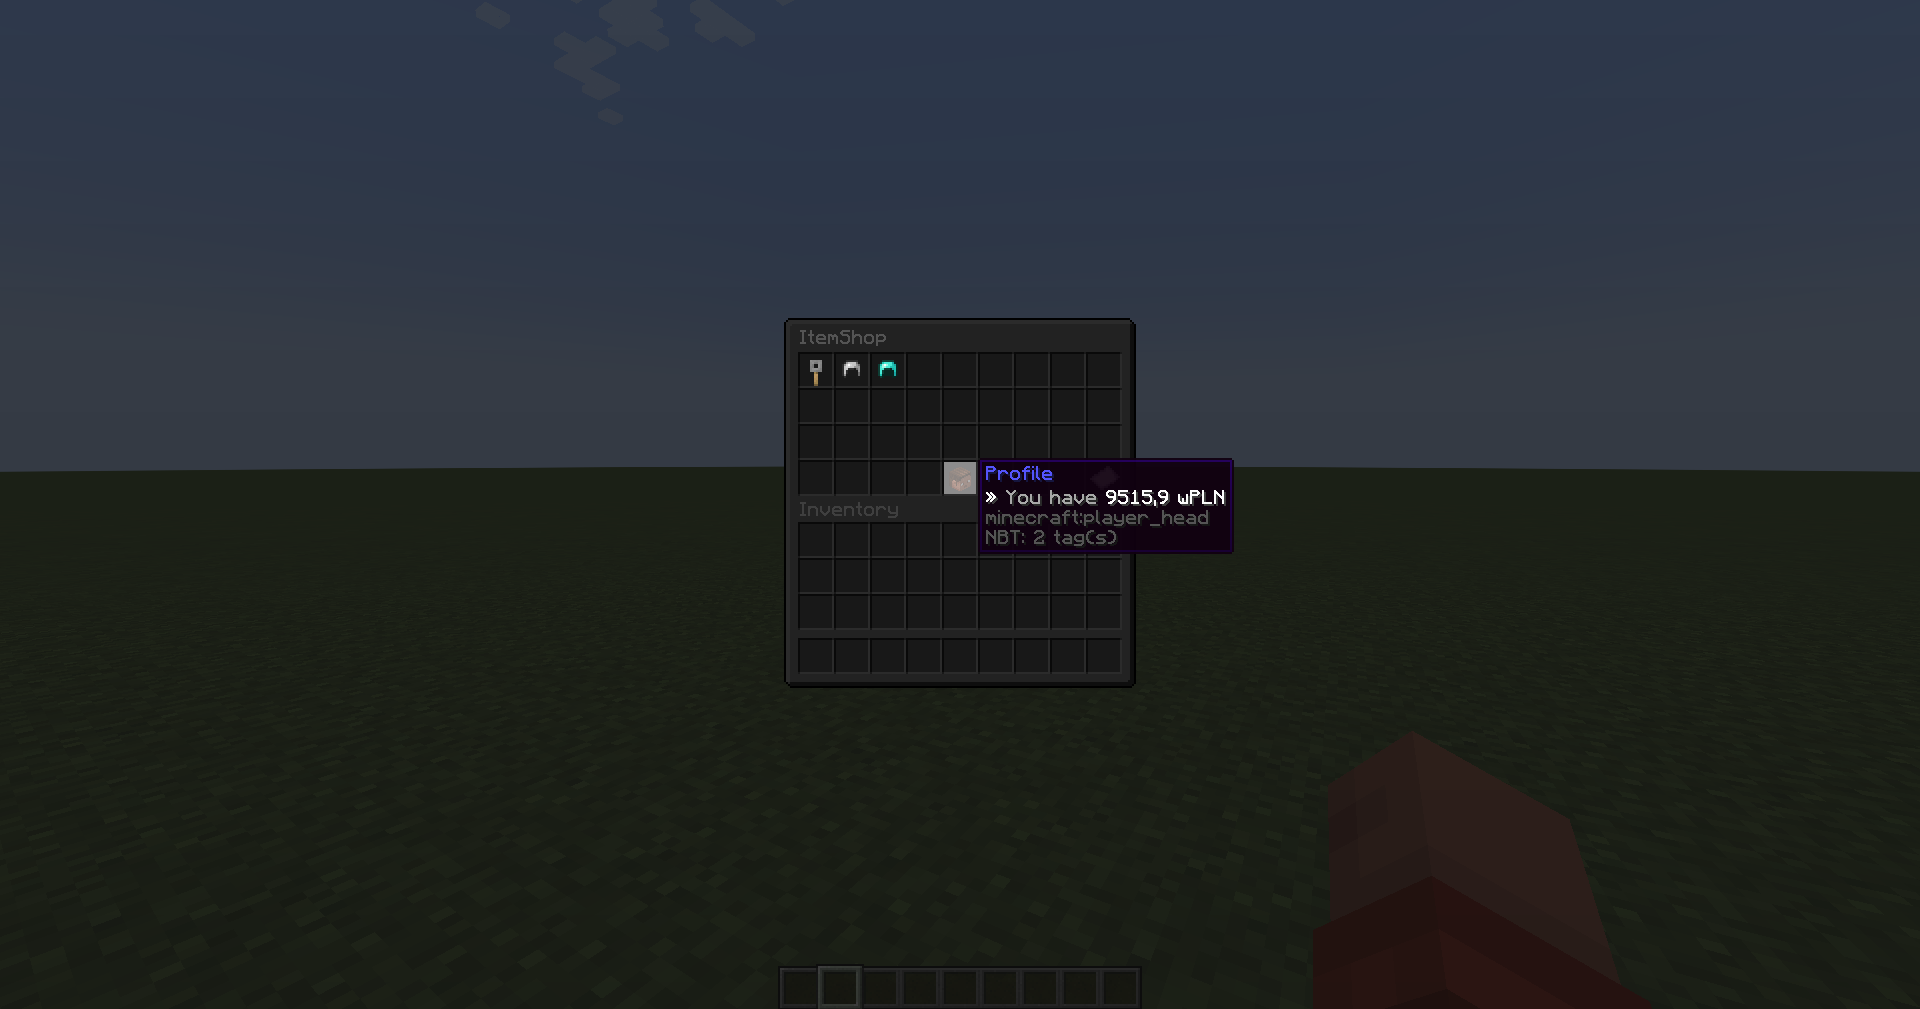 ItemShop
Profile
» You have 9515,9 wPLN
minecraft:player_head
NBT: 2 tag(s)
Inventory